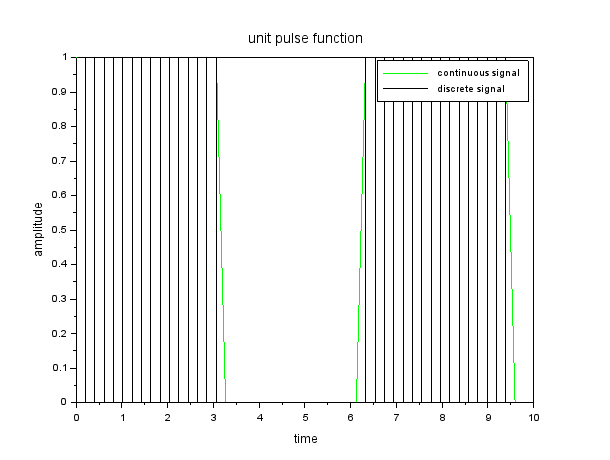 unit pulse function
continuous signal
discrete signal
1
0.9
0.8
0.7
0.6
0.5
0.4
0.3
0.2
0.1
0
amplitude
0 1 2 3 4 5 6 7 8 9 10
time